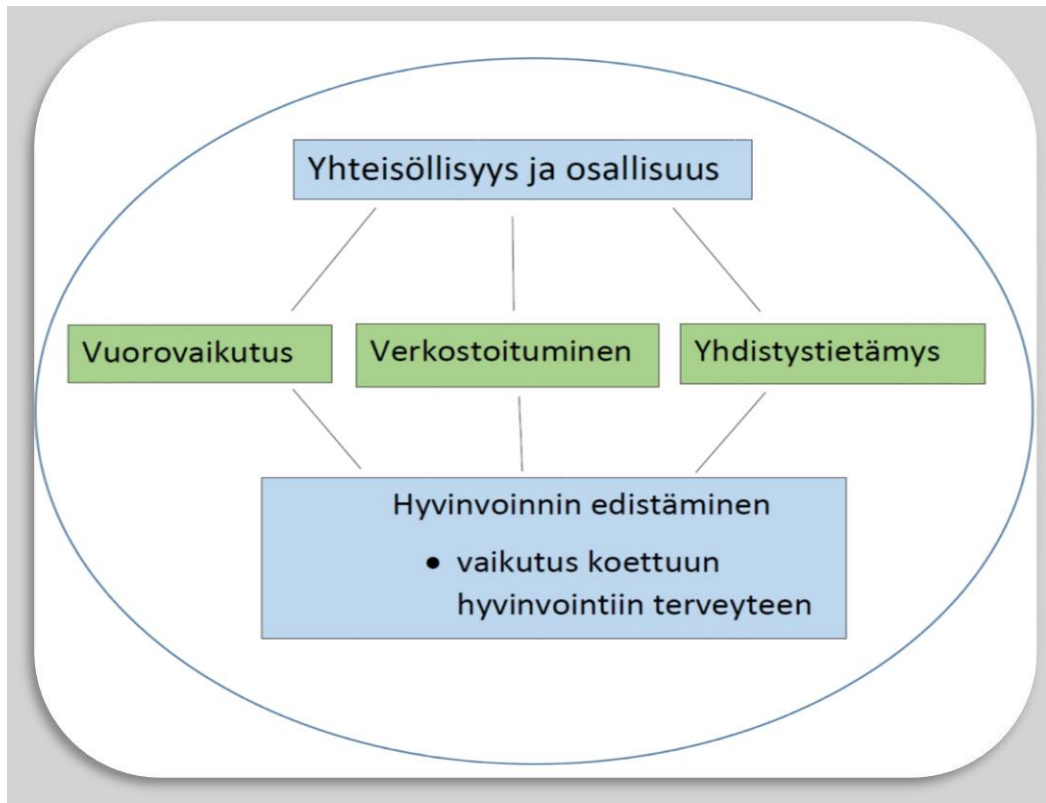 Yhteisöllisyys ja osallisuus
Vuorovaikutus
Verkostoituminen
Yhdistystietämys
Hyvinvoinnin edistäminen
• vaikutus koettuun
hyvinvointiin terveyteen